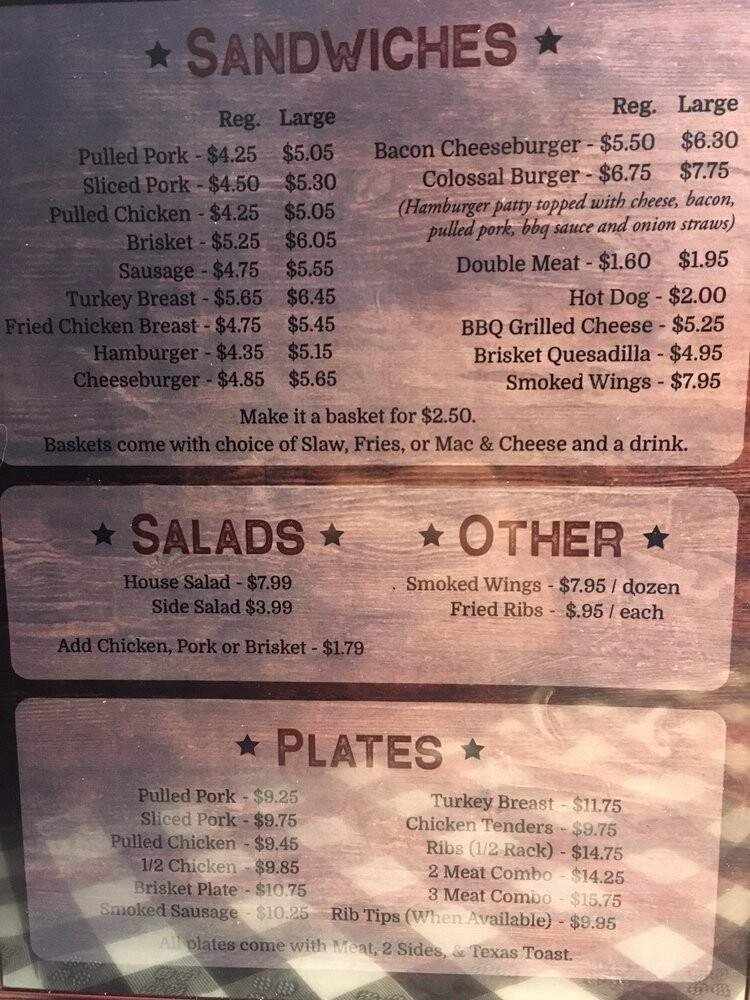 ★ SANDWICHES ★
Reg. Large
Pulled Pork - $4.25 $5.05
Sliced Pork - $4.50 $5.30
Pulled Chicken - $4.25 $5.05
Brisket - $5.25 $6.05
Sausage - $4.75 $5.55
Turkey Breast - $5.65 $6.45
Fried Chicken Breast - $4.75 $5.45
Hamburger - $4.35 $5.15
Cheeseburger - $4.85 $5.65
Reg. Large
Bacon Cheeseburger - $5.50 $6.30
Colossal Burger - $6.75 $7.75
(Hamburger patty topped with cheese, bacon,
pulled pork, bbq sauce and onion straws)
Double Meat - $1.60 $1.95
Hot Dog - $2.00
BBQ Grilled Cheese - $5.25
Brisket Quesadilla - $4.95
Smoked Wings - $7.95
Make it a basket for $2.50.
Baskets come with choice of Slaw, Fries, or Mac & Cheese and a drink.
★ SALADS ★
House Salad - $7.99
Side Salad $3.99
Add Chicken, Pork or Brisket - $1.79
★ OTHER ★
Smoked Wings - $7.95 / dozen
Fried Ribs - $.95 / each
★ PLATES ★
Pulled Pork - $9.25
Sliced Pork - $9.75
Pulled Chicken - $9.45
1/2 Chicken - $9.85
Brisket Plate - $10.75
Smoked Sausage - $10.25
Turkey Breast - $11.75
Chicken Tenders - $9.75
Ribs (1/2 Rack) - $14.75
2 Meat Combo - $14.25
3 Meat Combo - $15.75
Rib Tips (When Available) - $9.95
All plates come with Meat, 2 Sides, & Texas Toast.